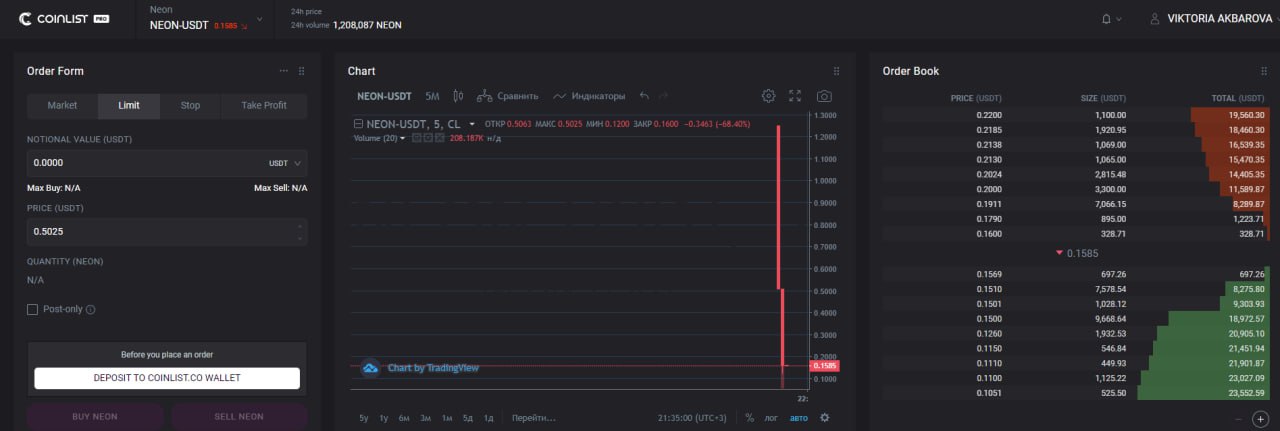 COINLIST PRO
Neon
NEON-USDT 0.1585
24h price
24h volume 1,208,087 NEON
VIKTORIA AKBAROVA
Order Form
Market Limit Stop Take Profit
NOTIONAL VALUE (USDT)
0.0000 USDT
Max Buy: N/A Max Sell: N/A
PRICE (USDT)
0.5025
QUANTITY (NEON)
N/A
Post-only
Before you place an order
DEPOSIT TO COINLIST.CO WALLET
BUY NEON SELL NEON
Chart
NEON-USDT 5M Сравнить Индикаторы
NEON-USDT, 5, CL ОТКР 0.5063 МАКС 0.5025 МИН 0.1200 ЗАКР 0.1600 −0.3463 (−68.40%)
Volume (20) 208.187K н/д
1.3000
1.2000
1.1000
1.0000
0.9000
0.8000
0.7000
0.6000
0.5000
0.4000
0.3000
0.2000
0.1585
0.1000
Chart by TradingView
22:
5y 1y 6м 3м 1м 5д 1д Перейти... 21:35:00 (UTC+3) % лог авто
Order Book
PRICE (USDT) SIZE (USDT) TOTAL (USDT)
0.2200 1,100.00 19,560.30
0.2185 1,920.95 18,460.30
0.2138 1,069.00 16,539.35
0.2130 1,065.00 15,470.35
0.2024 2,815.48 14,405.35
0.2000 3,300.00 11,589.87
0.1911 7,066.15 8,289.87
0.1790 895.00 1,223.71
0.1600 328.71 328.71
0.1585
0.1569 697.26 697.26
0.1510 7,578.54 8,275.80
0.1501 1,028.12 9,303.93
0.1500 9,668.64 18,972.57
0.1260 1,932.53 20,905.10
0.1150 546.84 21,451.94
0.1110 449.93 21,901.87
0.1100 1,125.22 23,027.09
0.1051 525.50 23,552.59